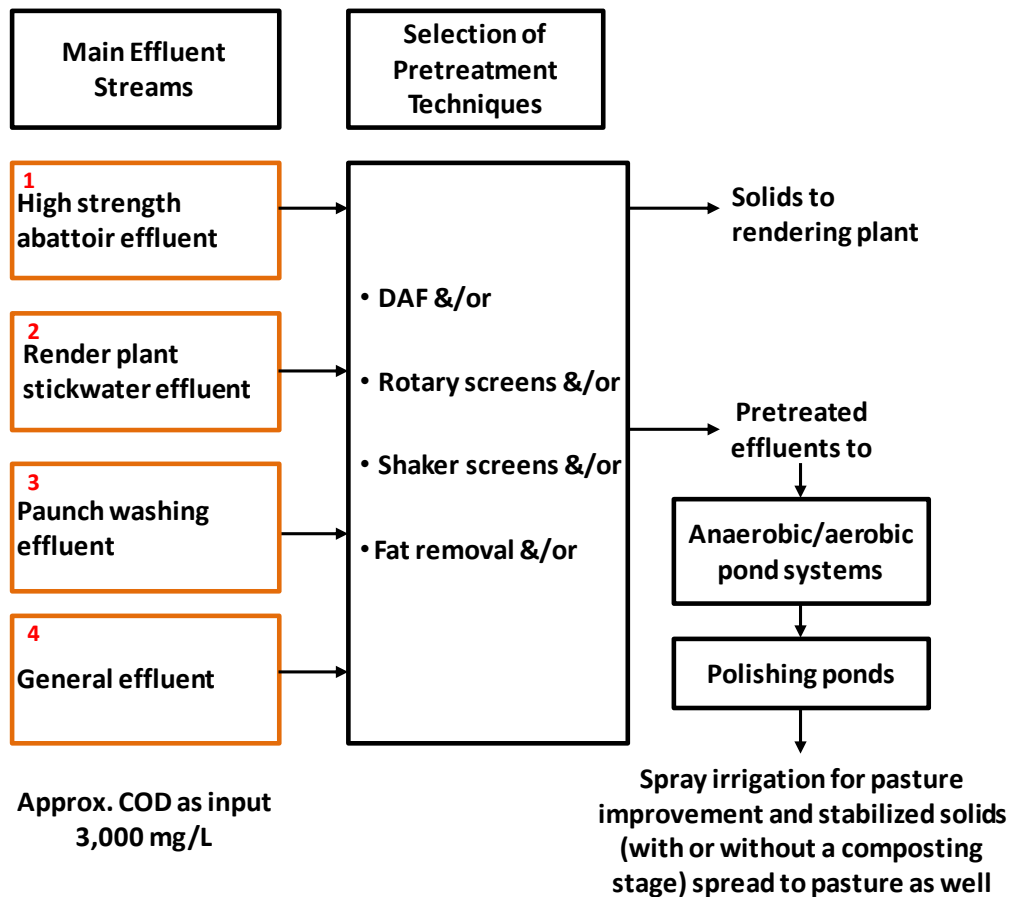 Main Effluent
Streams
Selection of
Pretreatment
Techniques
1
High strength
abattoir effluent
2
Render plant
stickwater effluent
3
Paunch washing
effluent
4
General effluent
Approx. COD as input
3,000 mg/L
• DAF &/or
• Rotary screens &/or
• Shaker screens &/or
• Fat removal &/or
Solids to
rendering plant
Pretreated
effluents to
Anaerobic/aerobic
pond systems
Polishing ponds
Spray irrigation for pasture
improvement and stabilized solids
(with or without a composting
stage) spread to pasture as well